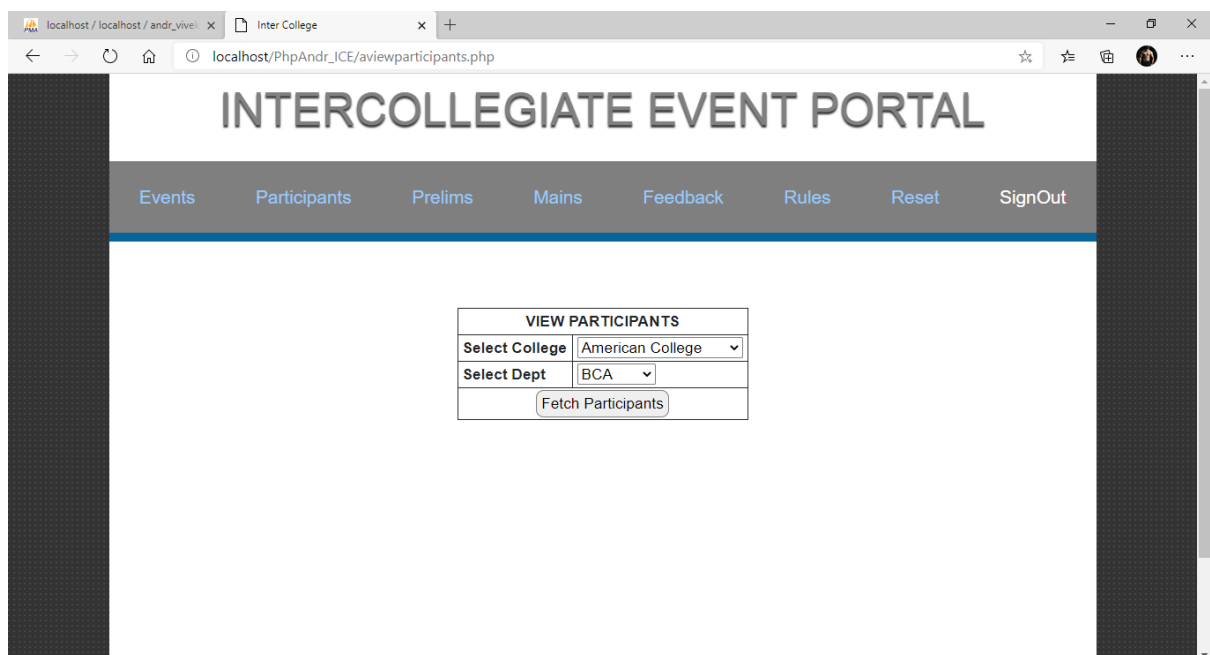 localhost / localhost / andr_vivek
Inter College
localhost/PhpAndr_ICE/aviewparticipants.php
INTERCOLLEGIATE EVENT PORTAL
Events Participants Prelims Mains Feedback Rules Reset SignOut
VIEW PARTICIPANTS
Select College American College
Select Dept BCA
Fetch Participants